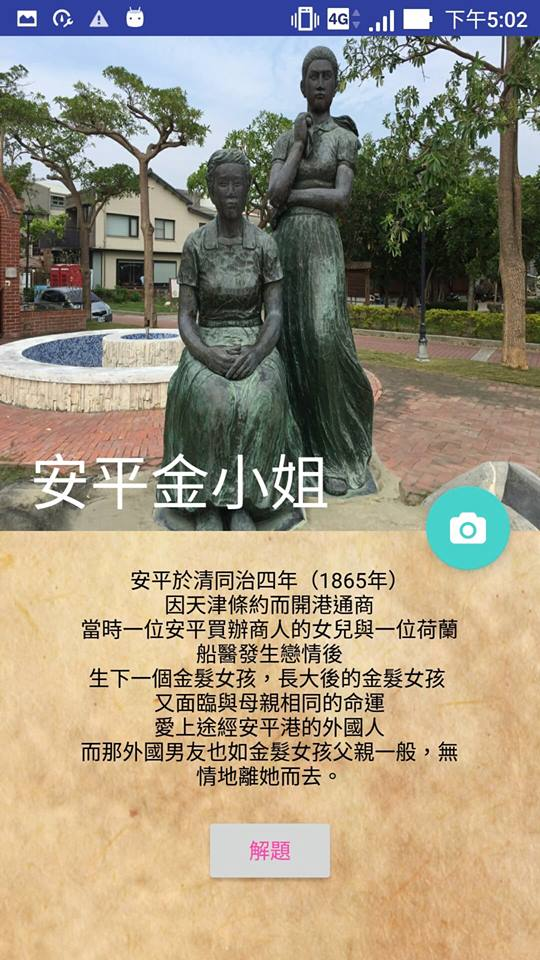 4G
下午5:02
安平金小姐
安平於清同治四年（1865年）
因天津條約而開港通商
當時一位安平買辦商人的女兒與一位荷蘭
船醫發生戀情後
生下一個金髮女孩，長大後的金髮女孩
又面臨與母親相同的命運
愛上途經安平港的外國人
而那外國男友也如金髮女孩父親一般，無
情地離她而去。
解題